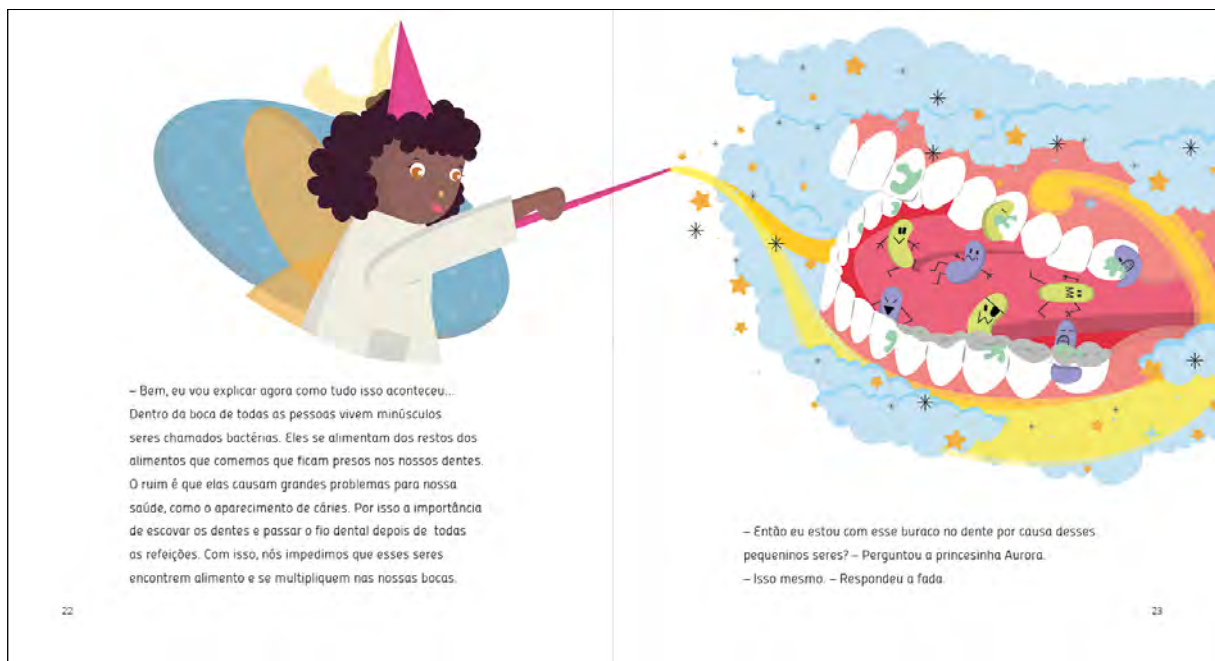 – Bem, eu vou explicar agora como tudo isso aconteceu...
Dentro da boca de todas as pessoas vivem minúsculos
seres chamados bactérias. Eles se alimentam dos restos dos
alimentos que comemos que ficam presos nos nossos dentes.
O ruim é que elas causam grandes problemas para nossa
saúde, como o aparecimento de cáries. Por isso a importância
de escovar os dentes e passar o fio dental depois de todas
as refeições. Com isso, nós impedimos que esses seres
encontrem alimento e se multipliquem nas nossas bocas.
22
– Então eu estou com esse buraco no dente por causa desses
pequeninos seres? – Perguntou a princesinha Aurora.
– Isso mesmo. – Respondeu a fada.
23